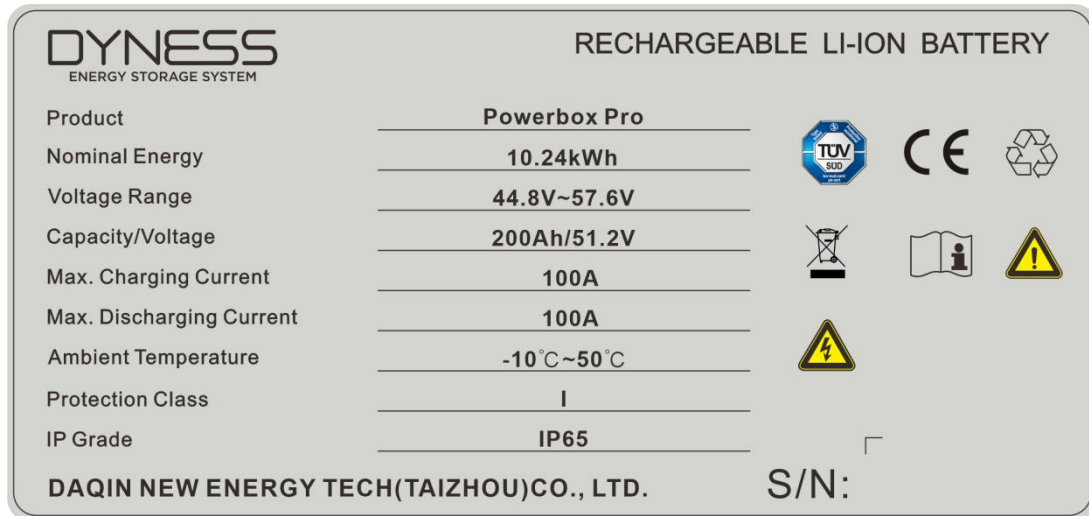 DYNESS
ENERGY STORAGE SYSTEM
RECHARGEABLE LI-ION BATTERY
Product Powerbox Pro
Nominal Energy 10.24kWh
Voltage Range 44.8V~57.6V
Capacity/Voltage 200Ah/51.2V
Max. Charging Current 100A
Max. Discharging Current 100A
Ambient Temperature -10℃~50℃
Protection Class I
IP Grade IP65
TÜV
SÜD
CE
DAQIN NEW ENERGY TECH(TAIZHOU)CO., LTD.
S/N: